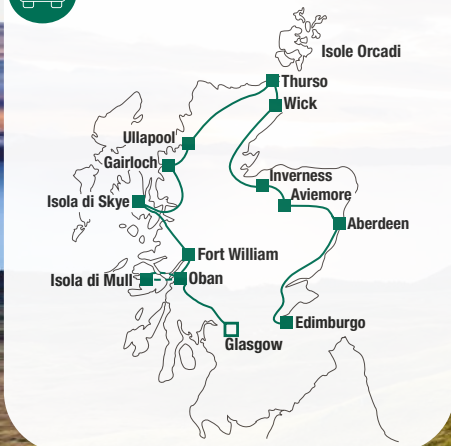 Isole Orcadi
Thurso
Wick
Ullapool
Gairloch
Inverness
Aviemore
Isola di Skye
Aberdeen
Fort William
Isola di Mull
Oban
Edimburgo
Glasgow